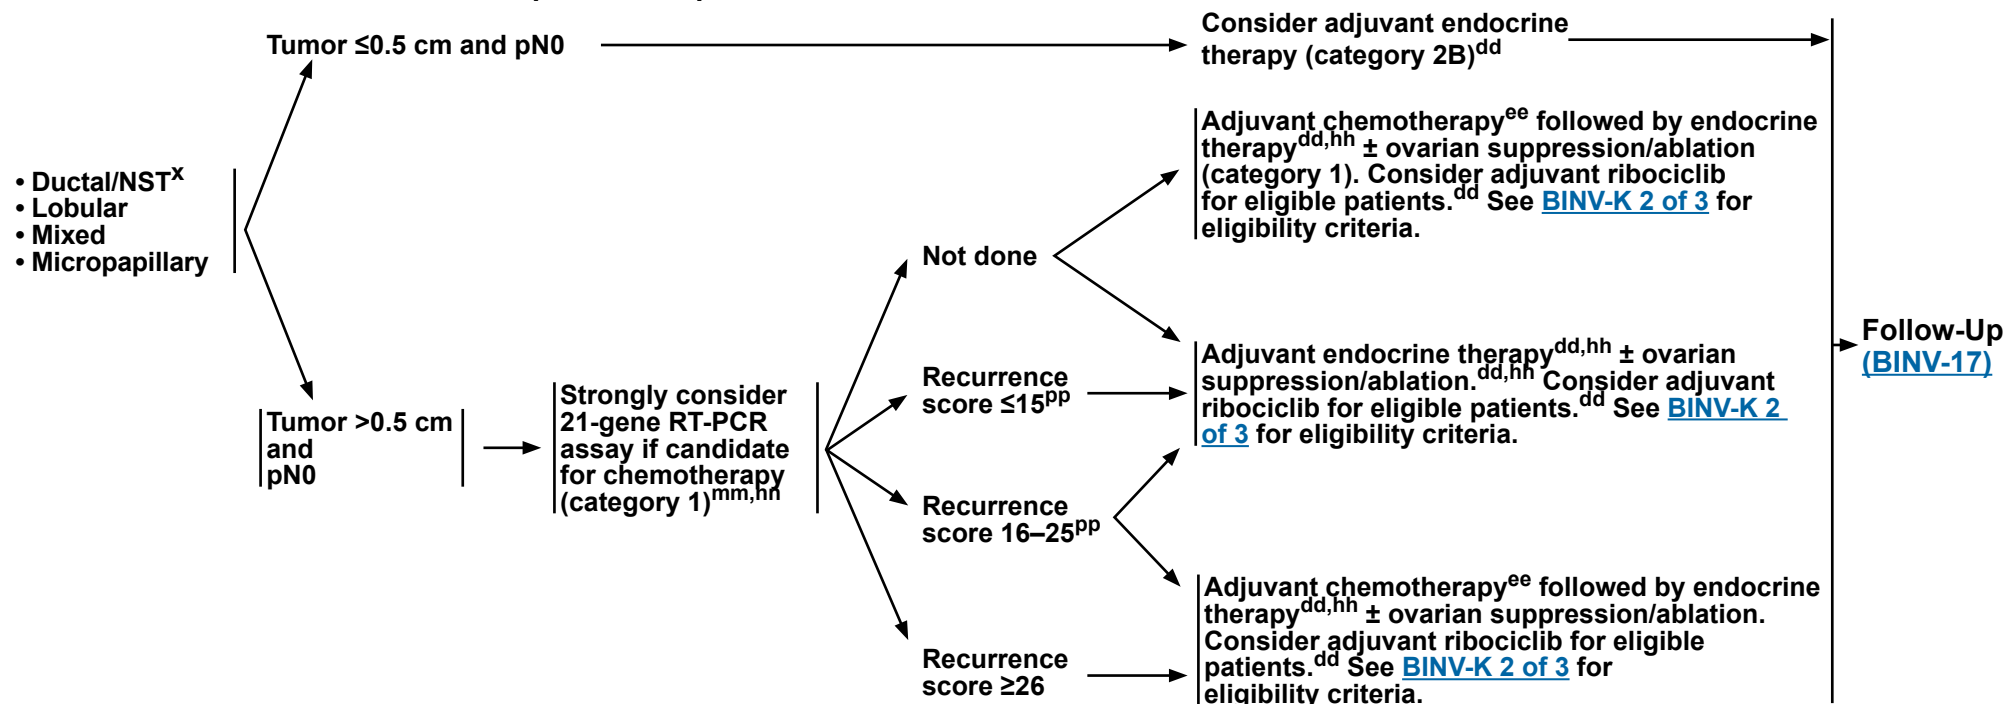 Tumor ≤0.5 cm and pN0
Consider adjuvant endocrine
therapy (category 2B)dd
• Ductal/NSTx
• Lobular
• Mixed
• Micropapillary
Tumor >0.5 cm
and
pN0
Strongly consider
21-gene RT-PCR
assay if candidate
for chemotherapy
(category 1)mm,nn
Not done
Adjuvant chemotherapyee followed by endocrine
therapydd,hh ± ovarian suppression/ablation
(category 1). Consider adjuvant ribociclib
for eligible patients.dd See BINV-K 2 of 3 for
eligibility criteria.
Recurrence
score ≤15pp
Adjuvant endocrine therapydd,hh ± ovarian
suppression/ablation.dd,hh Consider adjuvant
ribociclib for eligible patients.dd See BINV-K 2
of 3 for eligibility criteria.
Recurrence
score 16–25pp
Recurrence
score ≥26
Adjuvant chemotherapyee followed by endocrine
therapydd,hh ± ovarian suppression/ablation.
Consider adjuvant ribociclib for eligible
patients.dd See BINV-K 2 of 3 for
eligibility criteria.
Follow-Up
(BINV-17)